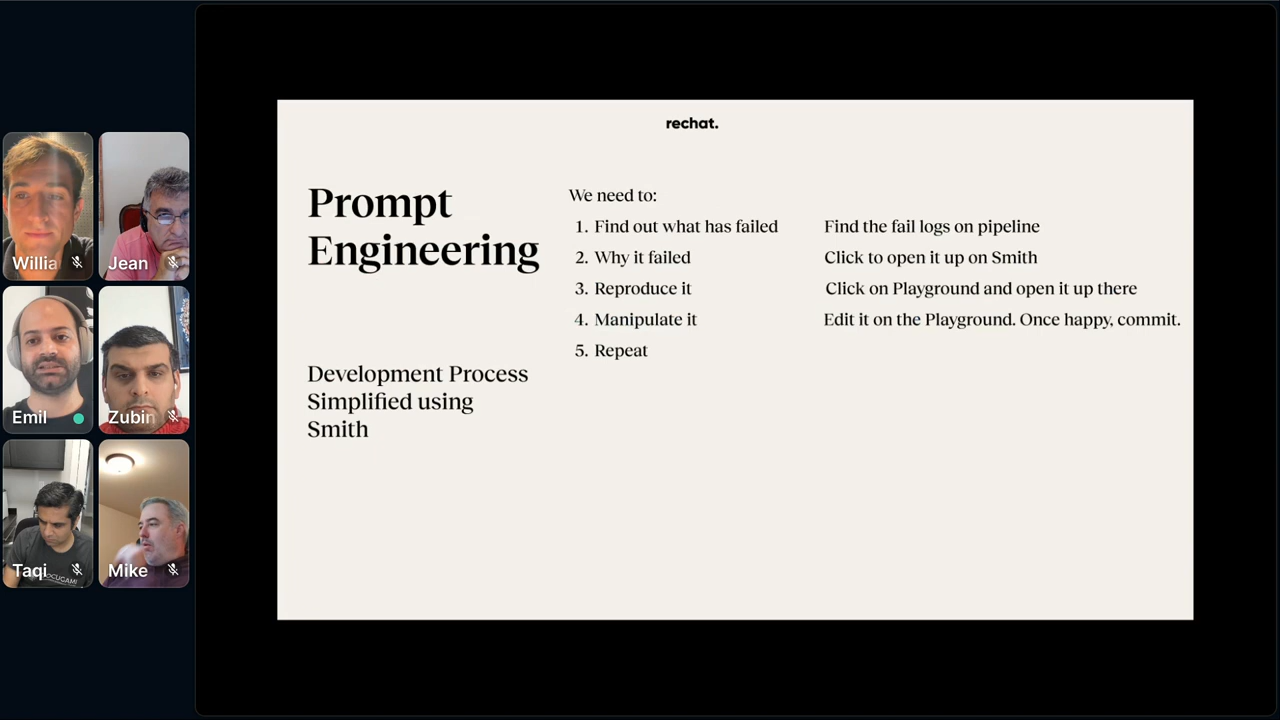 rechat.
Prompt
Engineering
Development Process
Simplified using
Smith
We need to:
1. Find out what has failed
Find the fail logs on pipeline
2. Why it failed
Click to open it up on Smith
3. Reproduce it
Click on Playground and open it up there
4. Manipulate it
Edit it on the Playground. Once happy, commit.
5. Repeat
Willia
Jean
Emil
Zubin
Taqi
Mike
DOCUGAMI